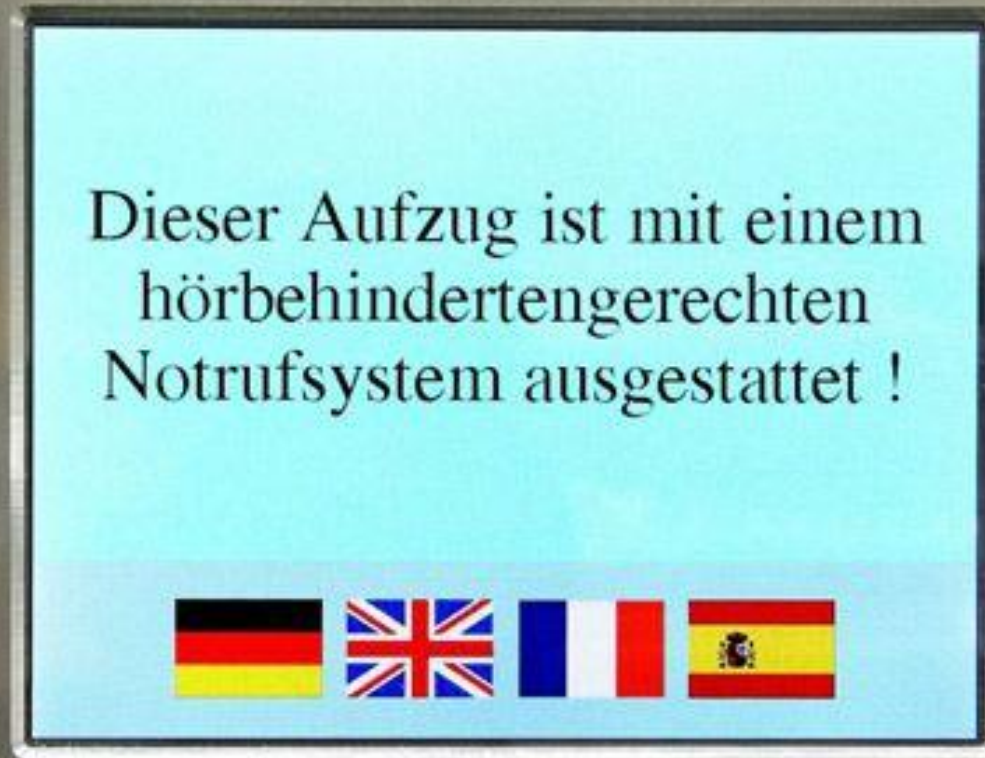 Dieser Aufzug ist mit einem
hörbehindertengerechten
Notrufsystem ausgestattet !